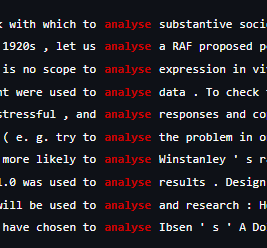 with which to analyse substantive soci
1920s , let us analyse a RAF proposed p
is no scope to analyse expression in vi
nt were used to analyse data . To check
stressful , and analyse responses and co
( e. g. try to analyse the problem in o
more likely to analyse Winstanley ' s r
1.0 was used to analyse results . Design
will be used to analyse and research : H
have chosen to analyse Ibsen ' s ' A Do